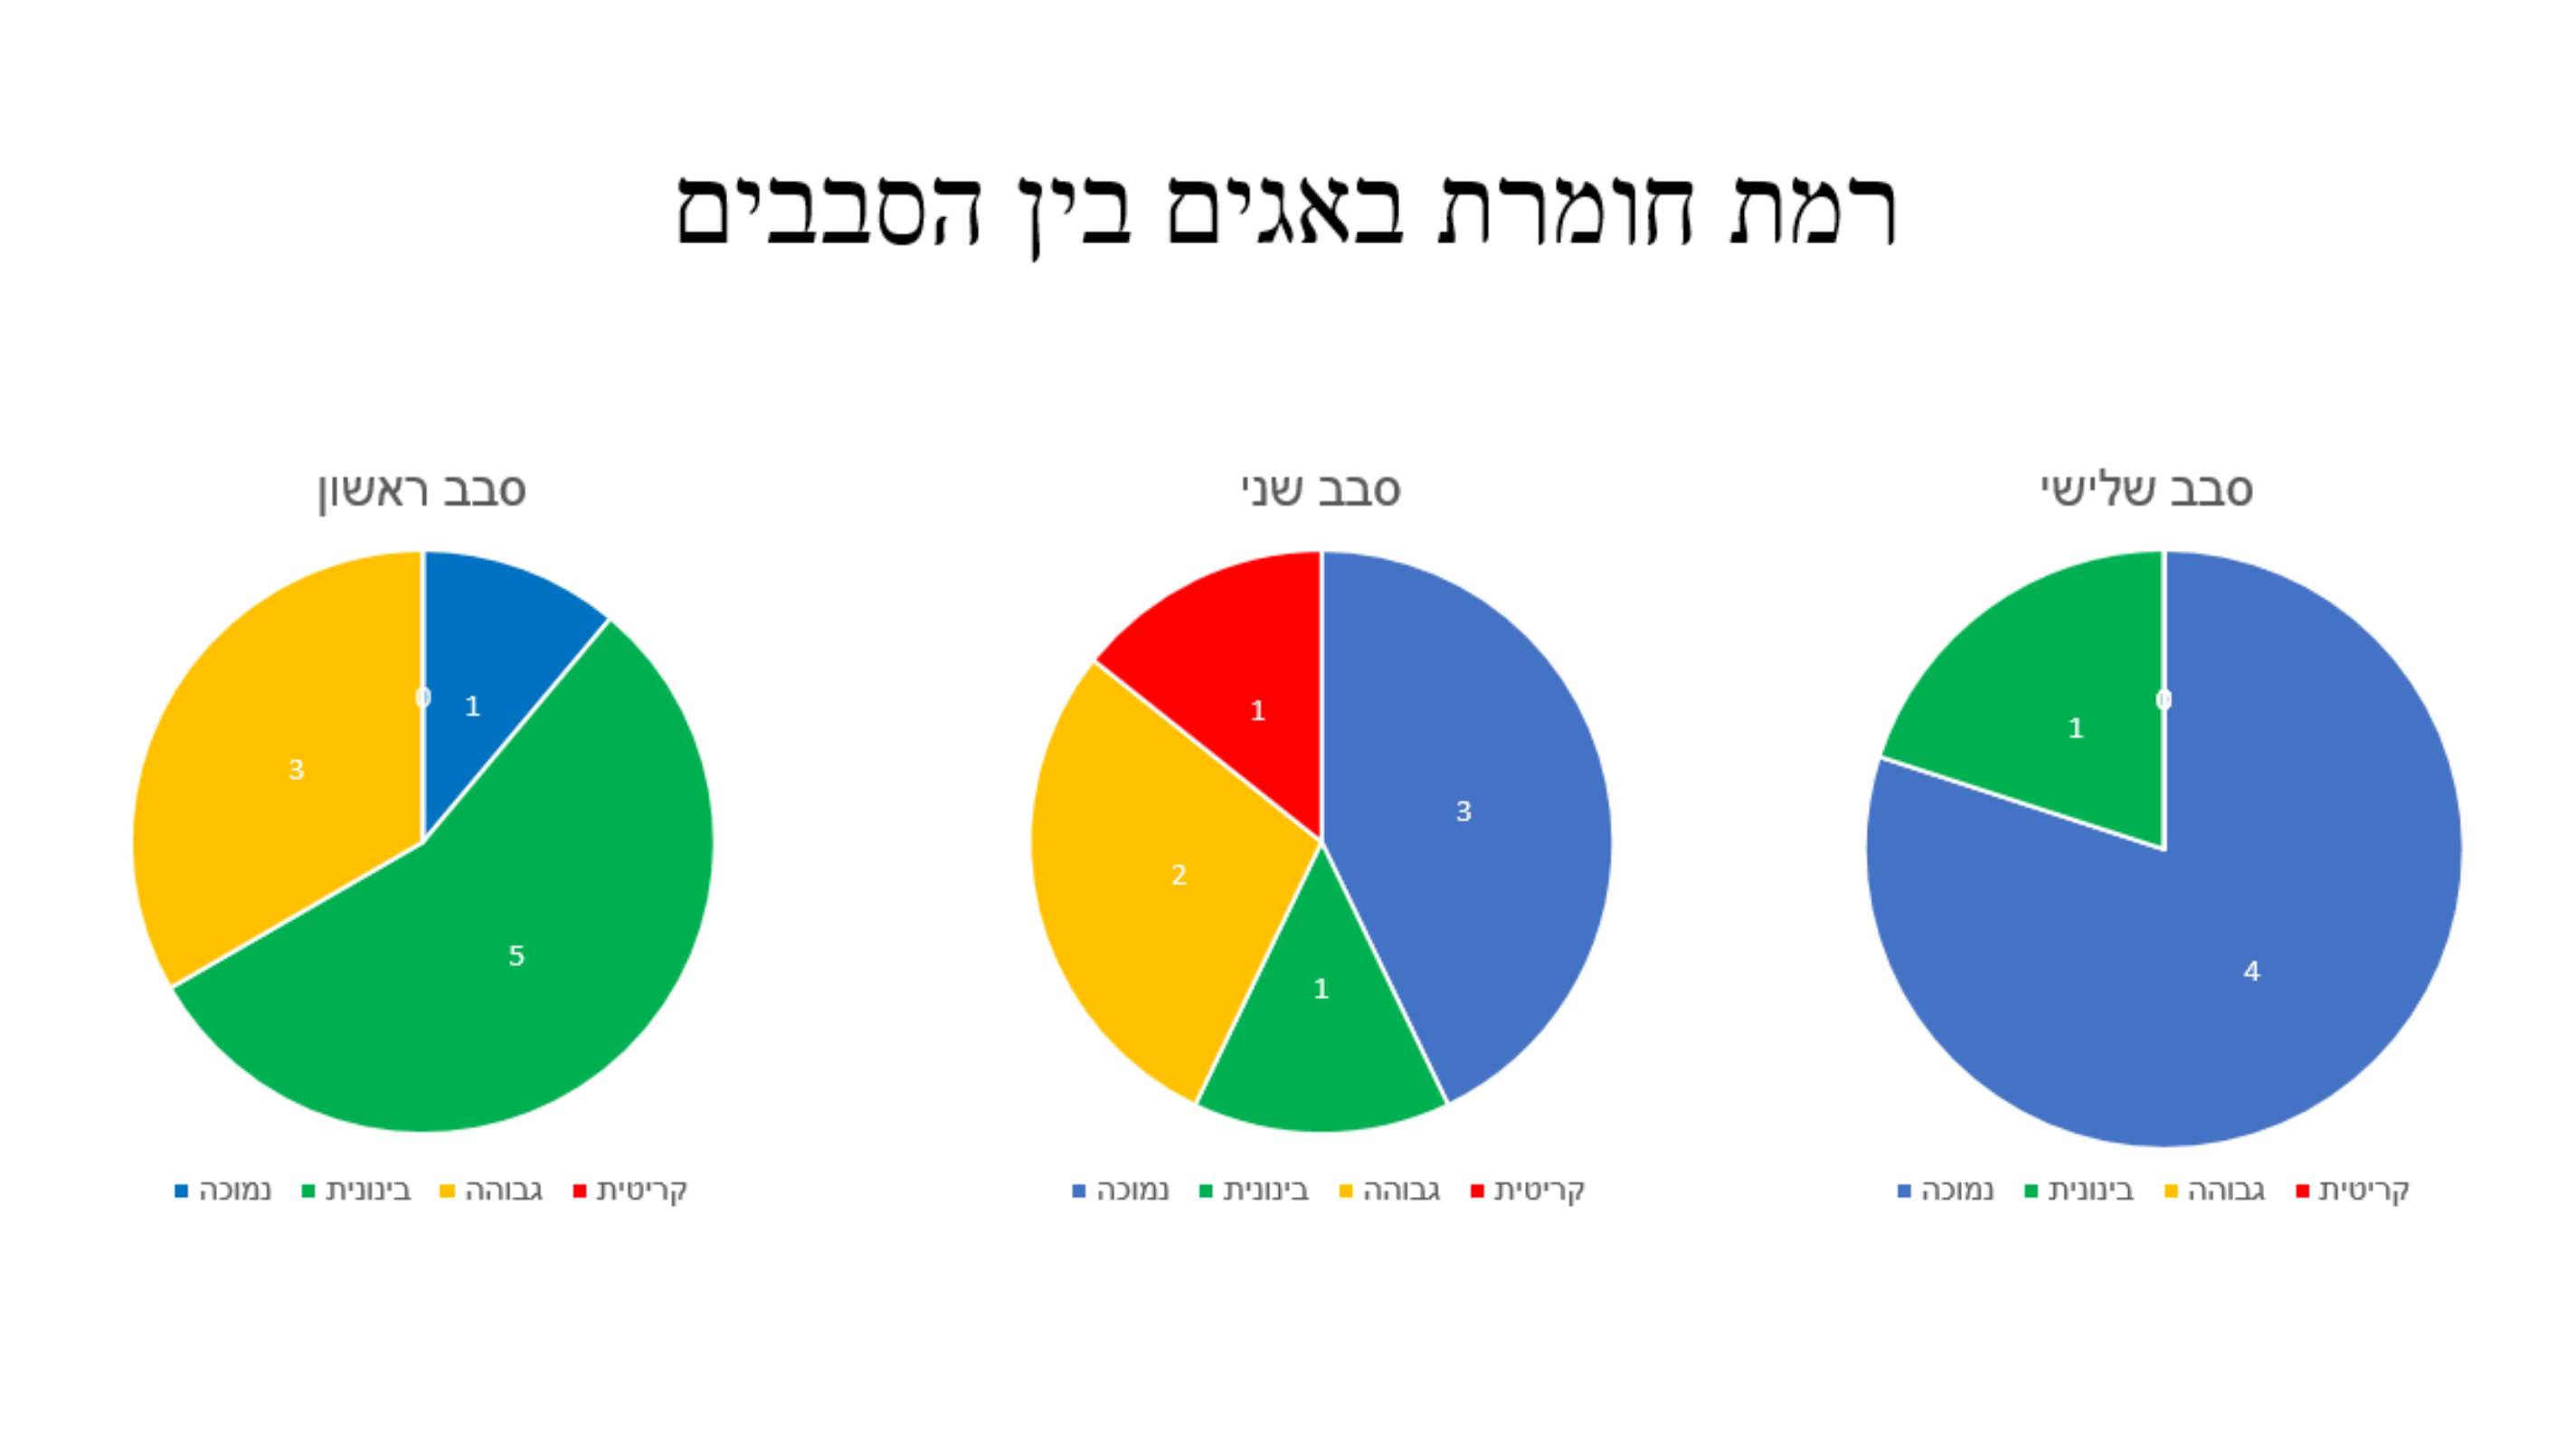 רמת חומרת באגים בין הסבבים
סבב ראשון
0
1
3
5
נמוכה
בינונית
גבוהה
קריטית
סבב שני
1
3
2
1
נמוכה
בינונית
גבוהה
קריטית
סבב שלישי
0
1
4
נמוכה
בינונית
גבוהה
קריטית